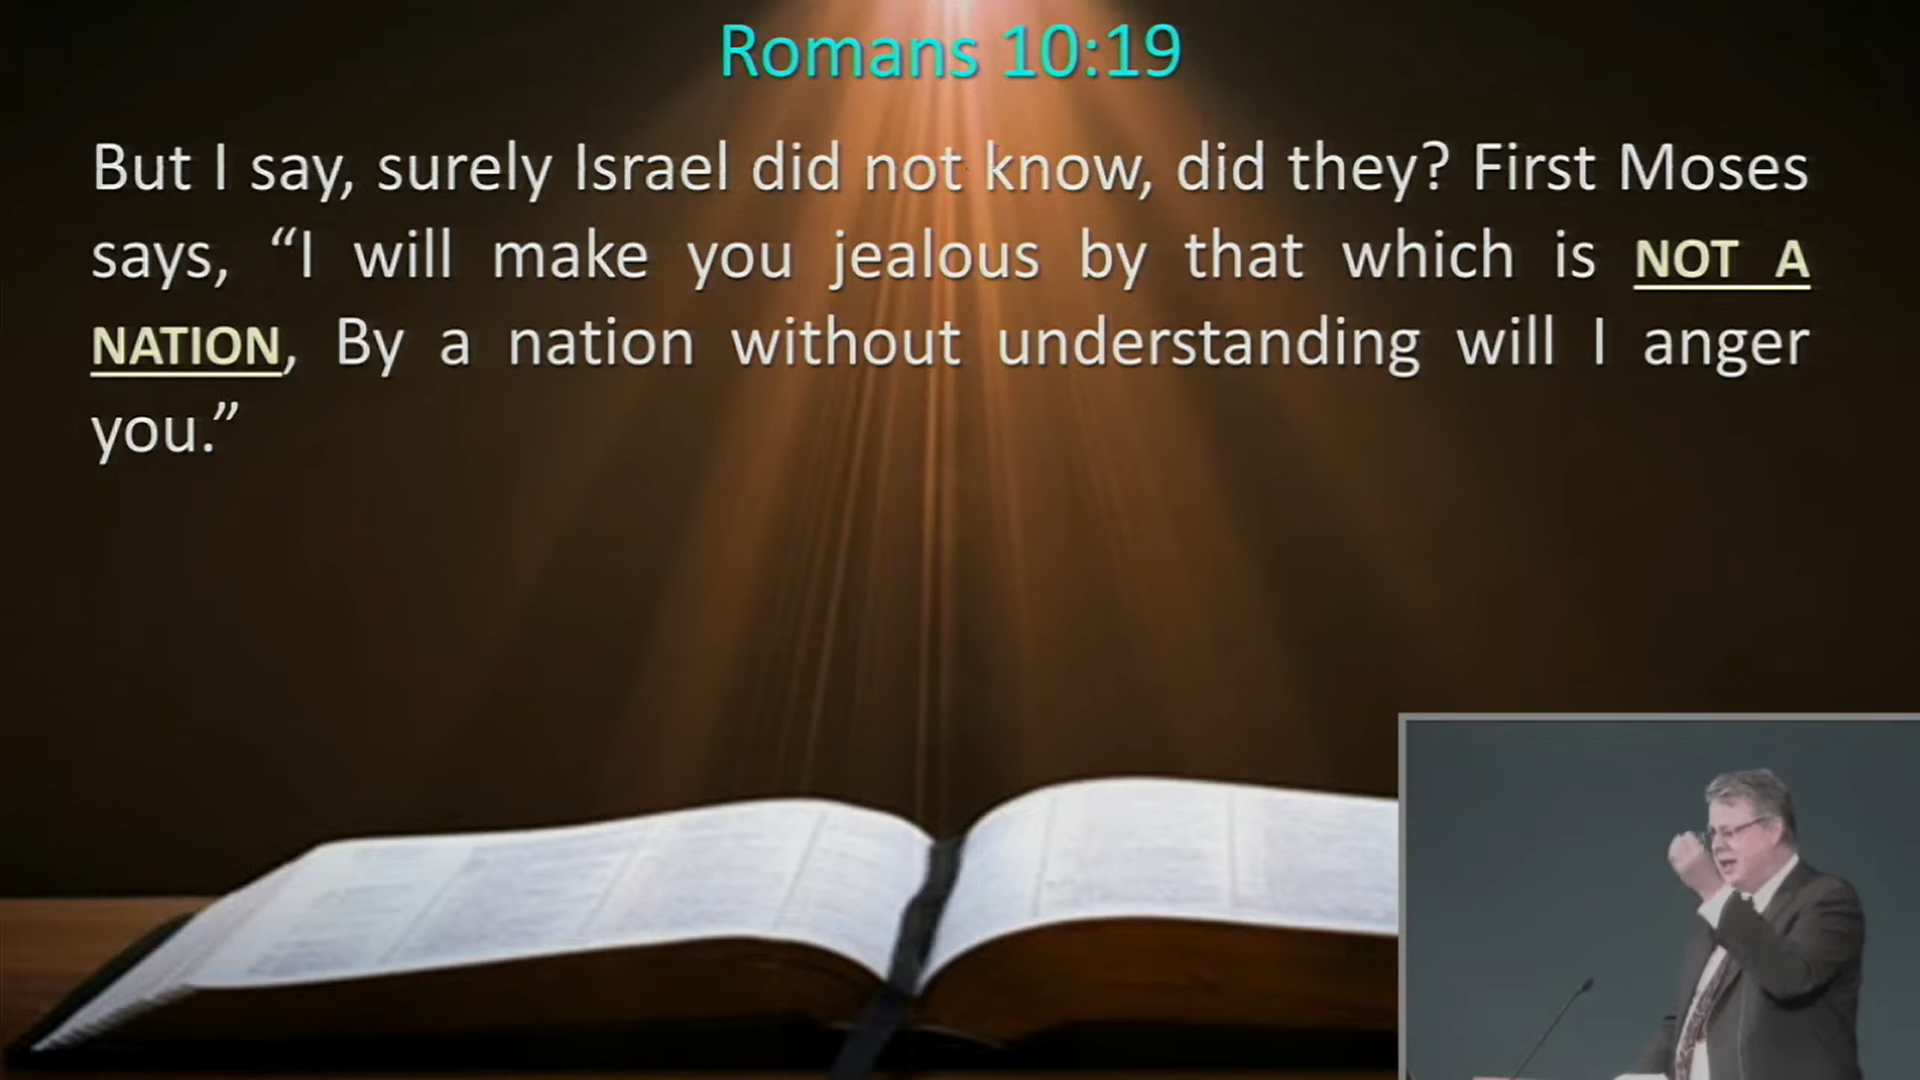 Romans 10:19
But I say, surely Israel did not know, did they? First Moses
says, “I will make you jealous by that which is NOT A
NATION, By a nation without understanding will I anger
you.”